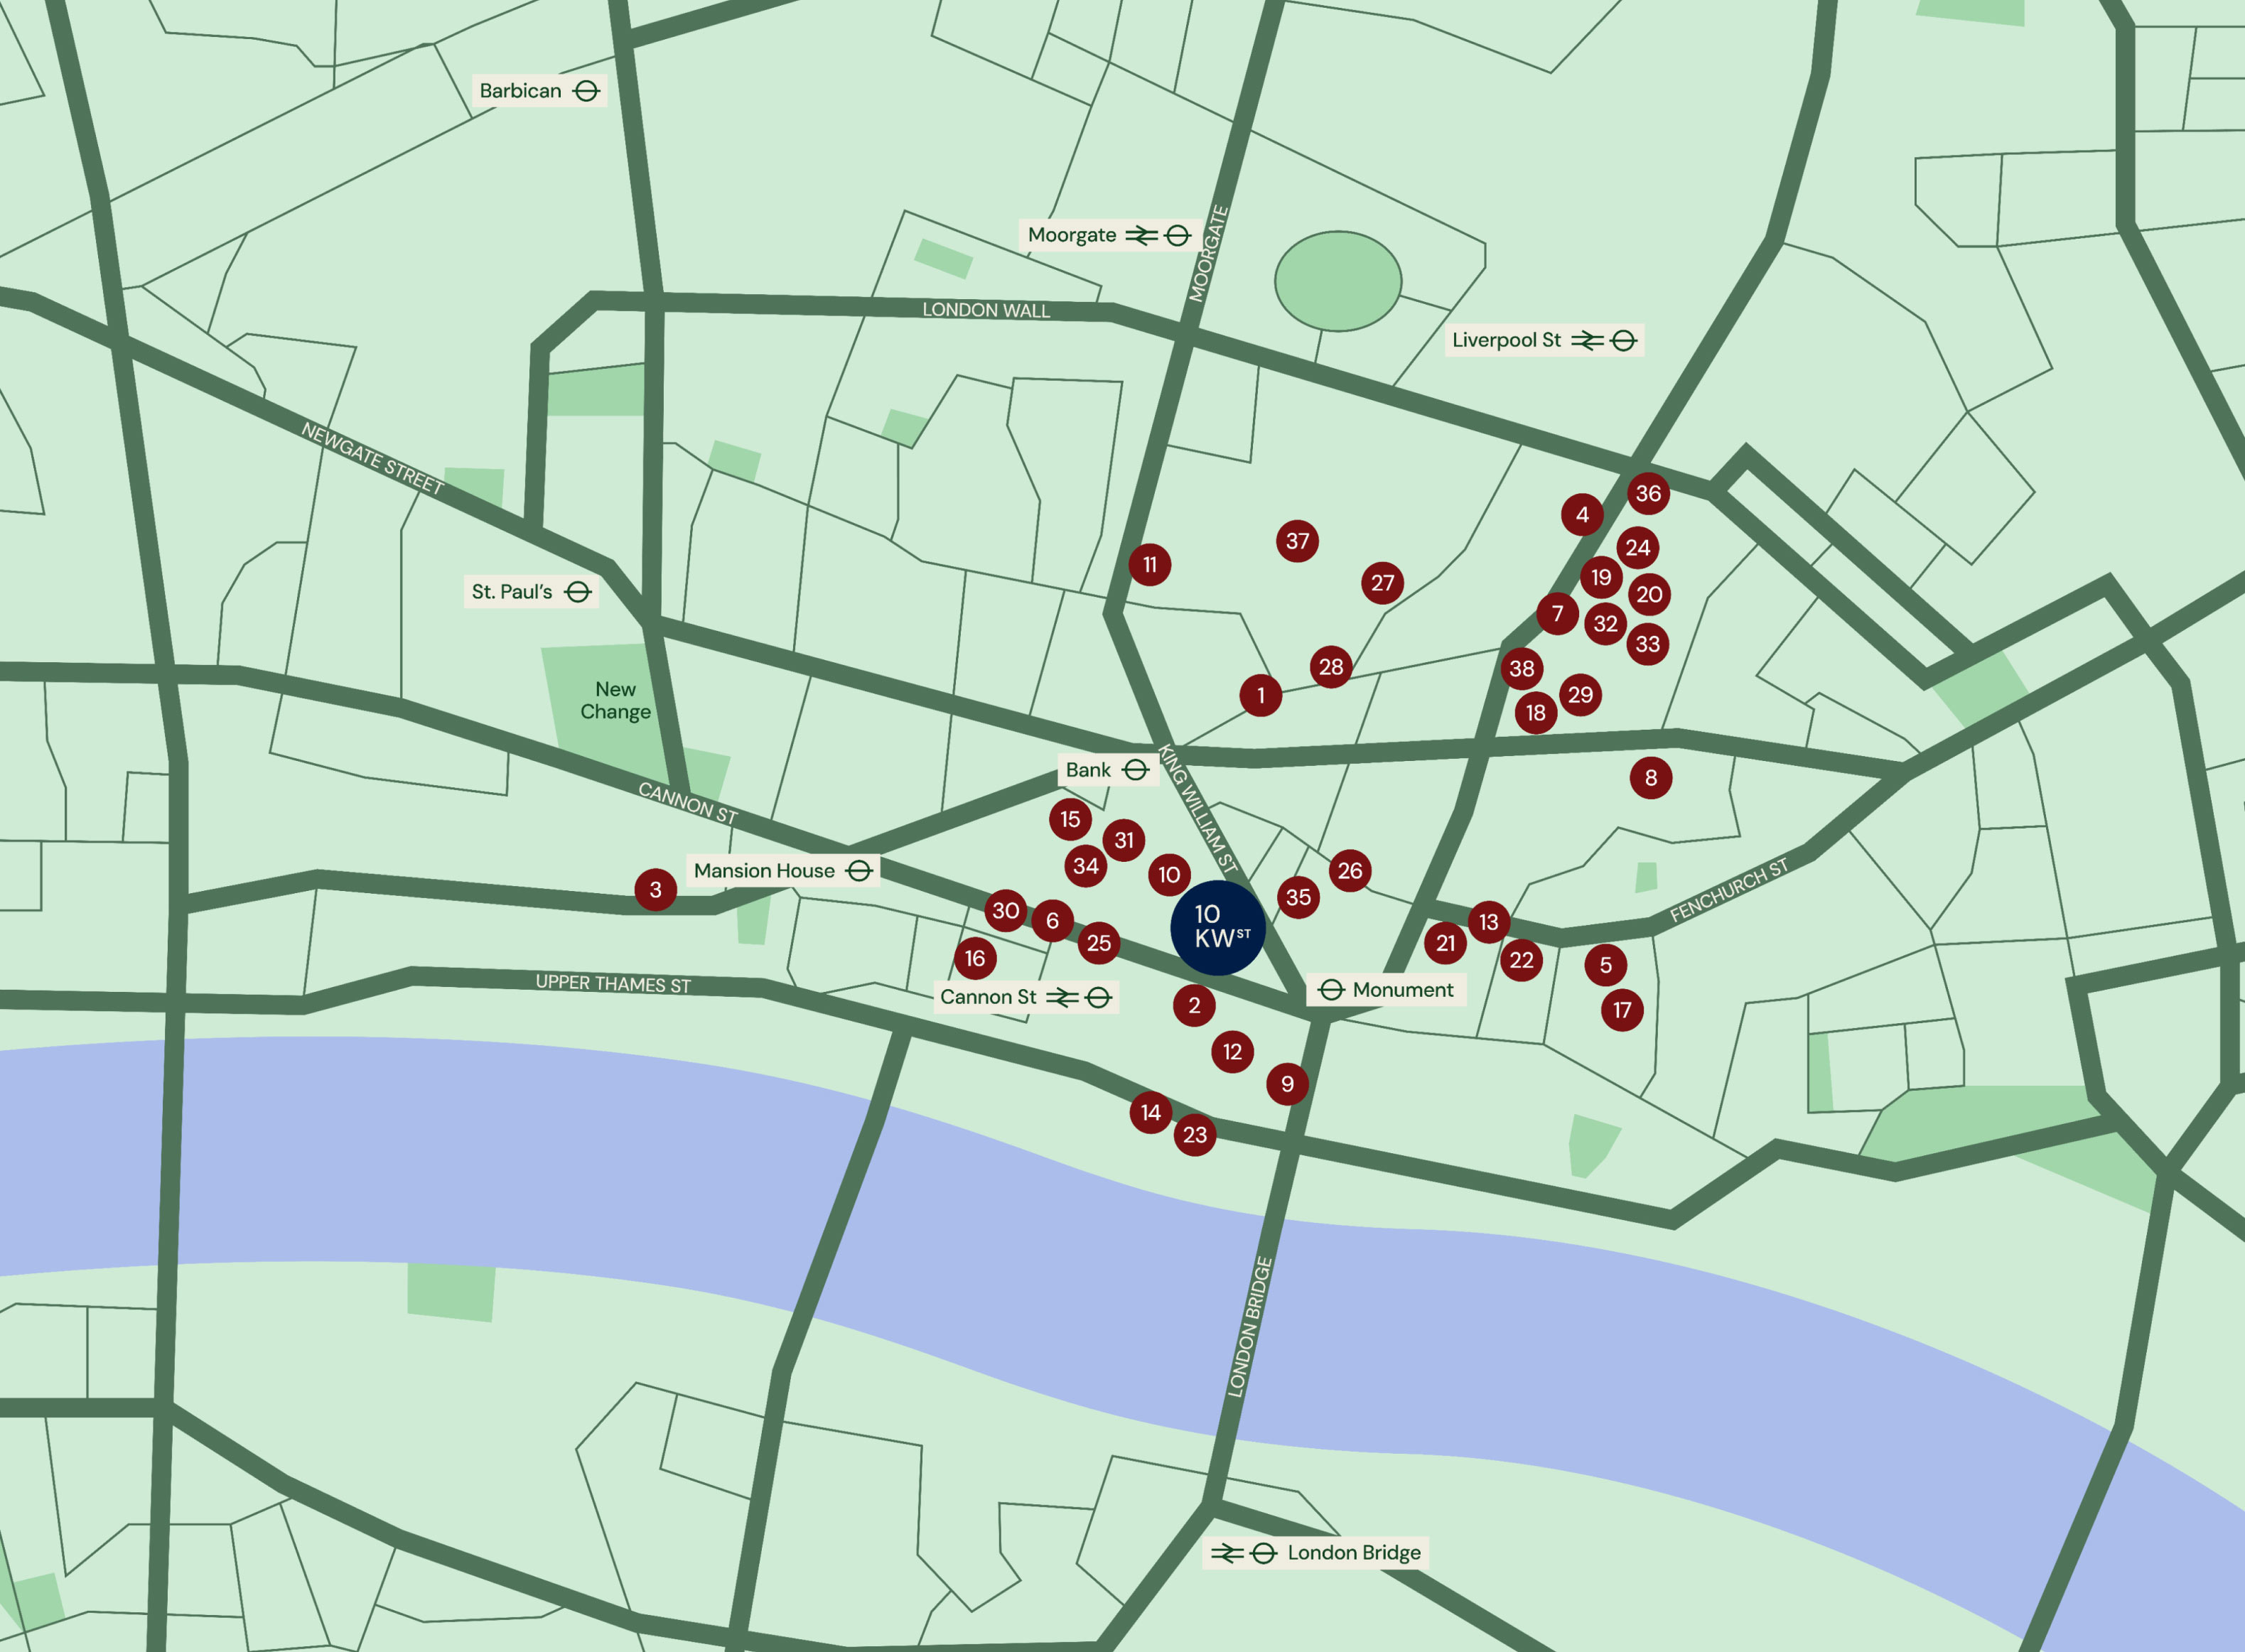 Barbican
Moorgate
MOORGATE
LONDON WALL
Liverpool St
NEWGATE STREET
36
4
37
24
11
19
27
St. Paul's
20
7
32
33
28
38
New
Change
1
29
18
Bank
KING WILLIAM ST
8
CANNON ST
15
31
34
Mansion House
10
26
3
FENCHURCH ST
35
30
6
13
10
KWST
25
21
16
22
5
UPPER THAMES ST
Cannon St
Monument
2
17
12
9
14
23
LONDON BRIDGE
London Bridge